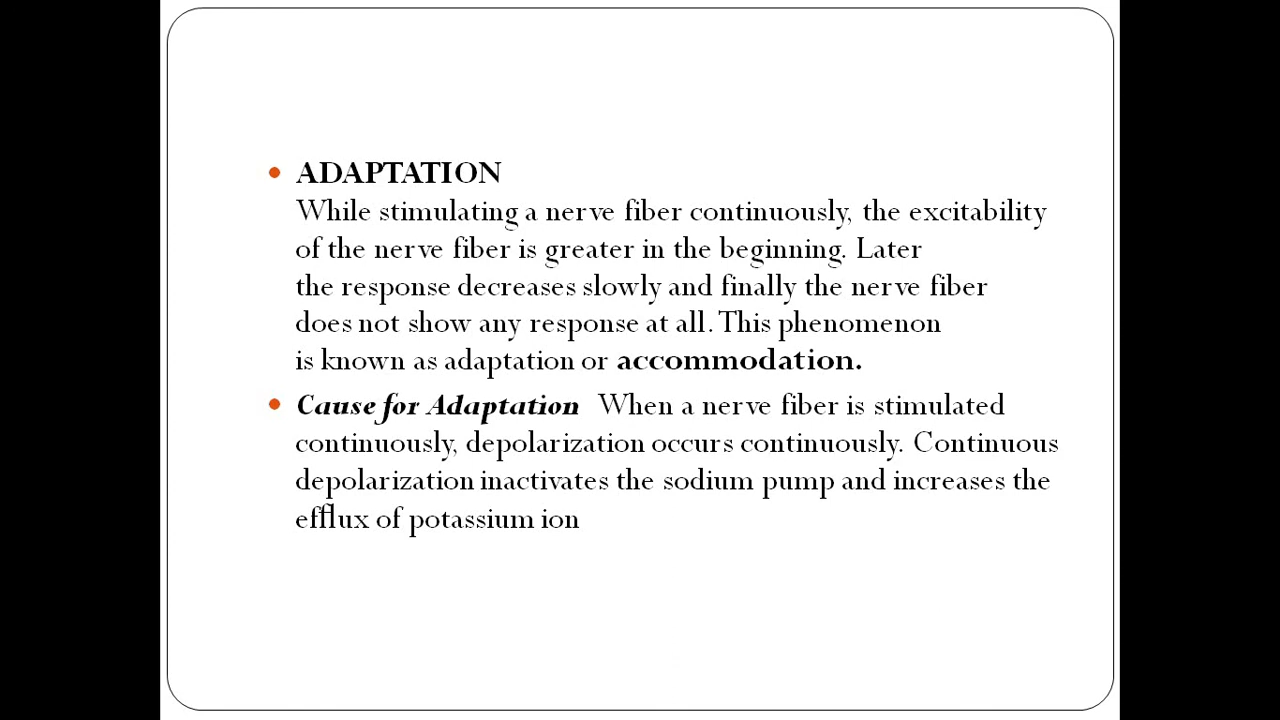 ADAPTATION
While stimulating a nerve fiber continuously, the excitability
of the nerve fiber is greater in the beginning. Later
the response decreases slowly and finally the nerve fiber
does not show any response at all. This phenomenon
is known as adaptation or accommodation.
Cause for Adaptation When a nerve fiber is stimulated
continuously, depolarization occurs continuously. Continuous
depolarization inactivates the sodium pump and increases the
efflux of potassium ion